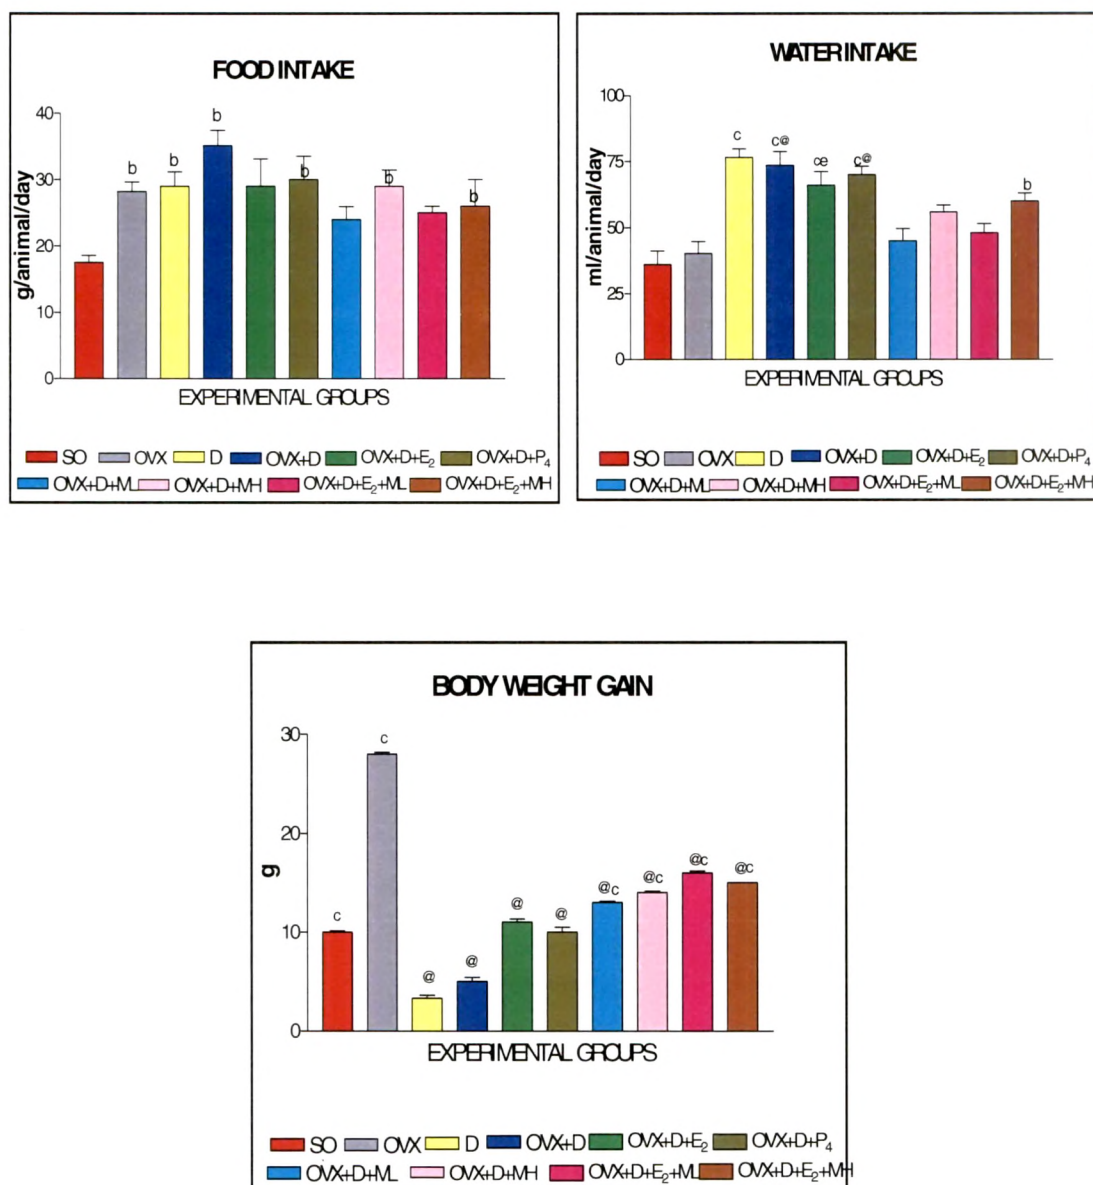 FOOD INTAKE
40
30
20
10
0
g/animal/day
b b b b b b
EXPERIMENTAL GROUPS
SO OVX D OVX+D OVX+D+E₂ OVX+D+P₄
OVX+D+ML OVX+D+MH OVX+D+E₂+ML OVX+D+E₂+MH
WATER INTAKE
100
75
50
25
0
ml/animal/day
c c@ c@ b
EXPERIMENTAL GROUPS
SO OVX D OVX+D OVX+D+E₂ OVX+D+P₄
OVX+D+ML OVX+D+MH OVX+D+E₂+ML OVX+D+E₂+MH
BODY WEIGHT GAIN
30
20
10
0
g
c c @ @ @ @ @c @c @c @c
EXPERIMENTAL GROUPS
SO OVX D OVX+D OVX+D+E₂ OVX+D+P₄
OVX+D+ML OVX+D+MH OVX+D+E₂+ML OVX+D+E₂+MH